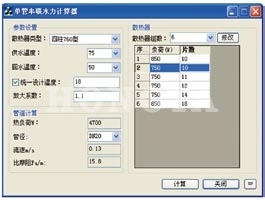 单管串联水力计算器
参数设置
散热器类型: 四柱760型
供水温度: 75
回水温度: 50
统一设计温度: 18
放大系数: 1.1
管道计算
热负荷W: 4700
管径: DN20
流速m/s 0.13
比摩阻Pa/m: 15.8
散热器
散热器组数: 6 修改
序 负荷(W) 片数
1 850 10
2 750 10
3 750 11
4 750 12
5 750 14
6 850 18
计算 关闭